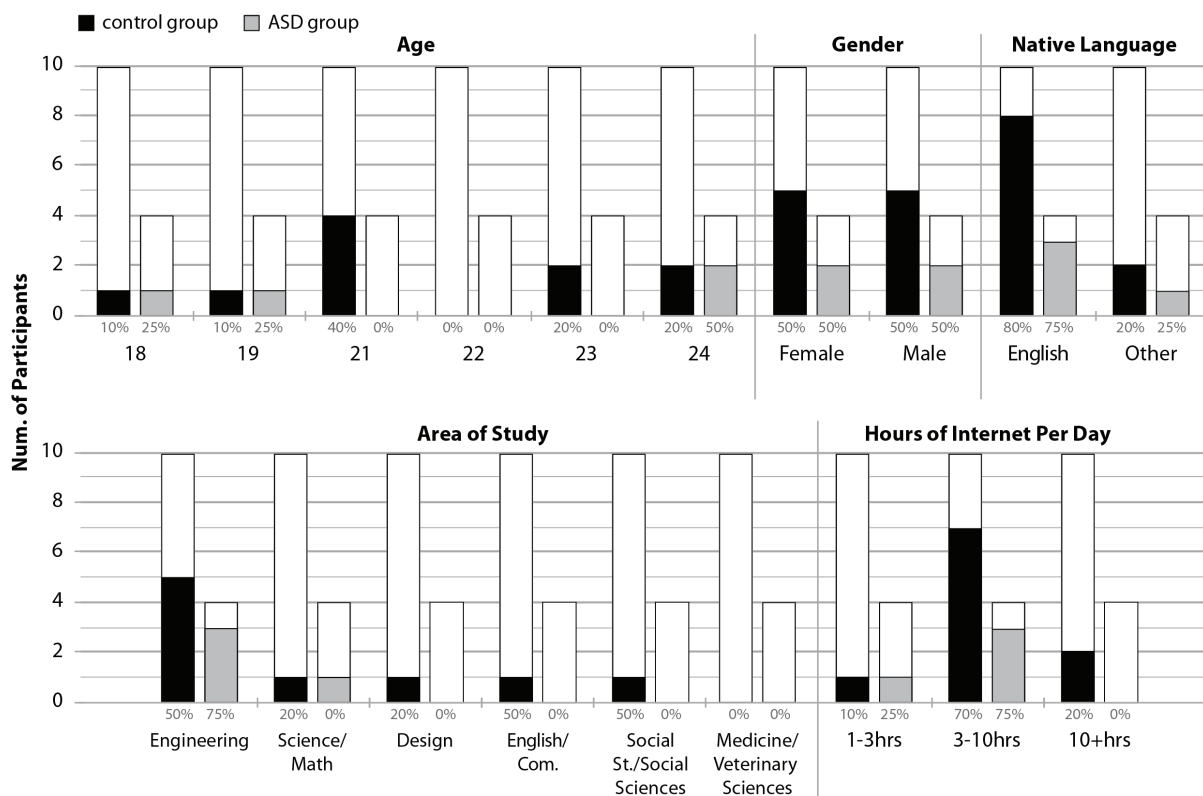 control group ASD group
Age Gender Native Language
10
8
6
4
2
0
10% 25% 10% 25% 40% 0% 0% 0% 20% 0% 20% 50% 50% 50% 50% 50% 80% 75% 20% 25%
18 19 21 22 23 24 Female Male English Other
Num. of Participants
Area of Study Hours of Internet Per Day
10
8
6
4
2
0
50% 75% 20% 0% 20% 0% 50% 0% 50% 0% 0% 0% 10% 25% 70% 75% 20% 0%
Engineering Science/ Design English/ Social Medicine/ 1-3hrs 3-10hrs 10+hrs
Math Com. St./Social Veterinary
Sciences Sciences